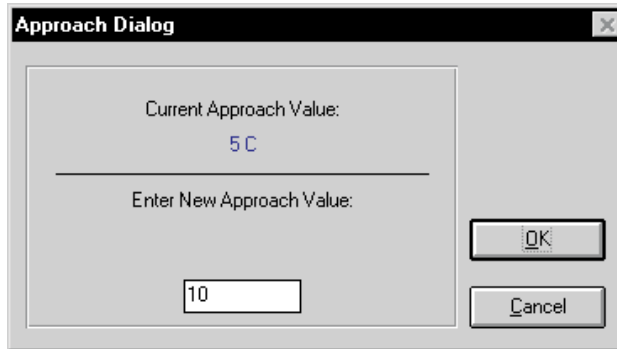 Approach Dialog
Current Approach Value:
5 C
Enter New Approach Value:
OK
10
Cancel